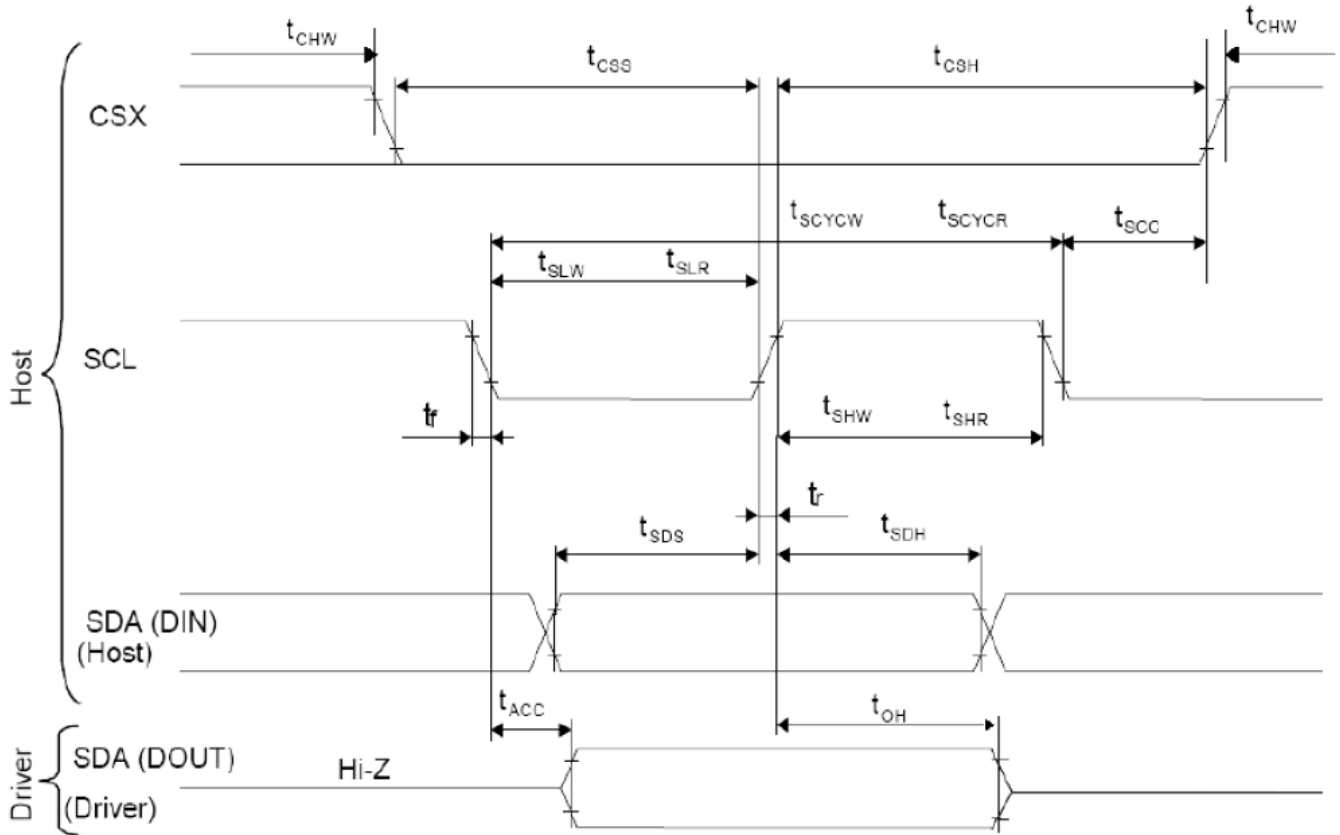 tCHW
tCHW
tCSS
tCSH
CSX
tSCYCW
tSCYCR
tSCC
tSLW
tSLR
Host
SCL
tf
tSHW
tSHR
tr
tSDS
tSDH
SDA (DIN)
(Host)
tACC
tOH
Driver
SDA (DOUT)
Hi-Z
(Driver)